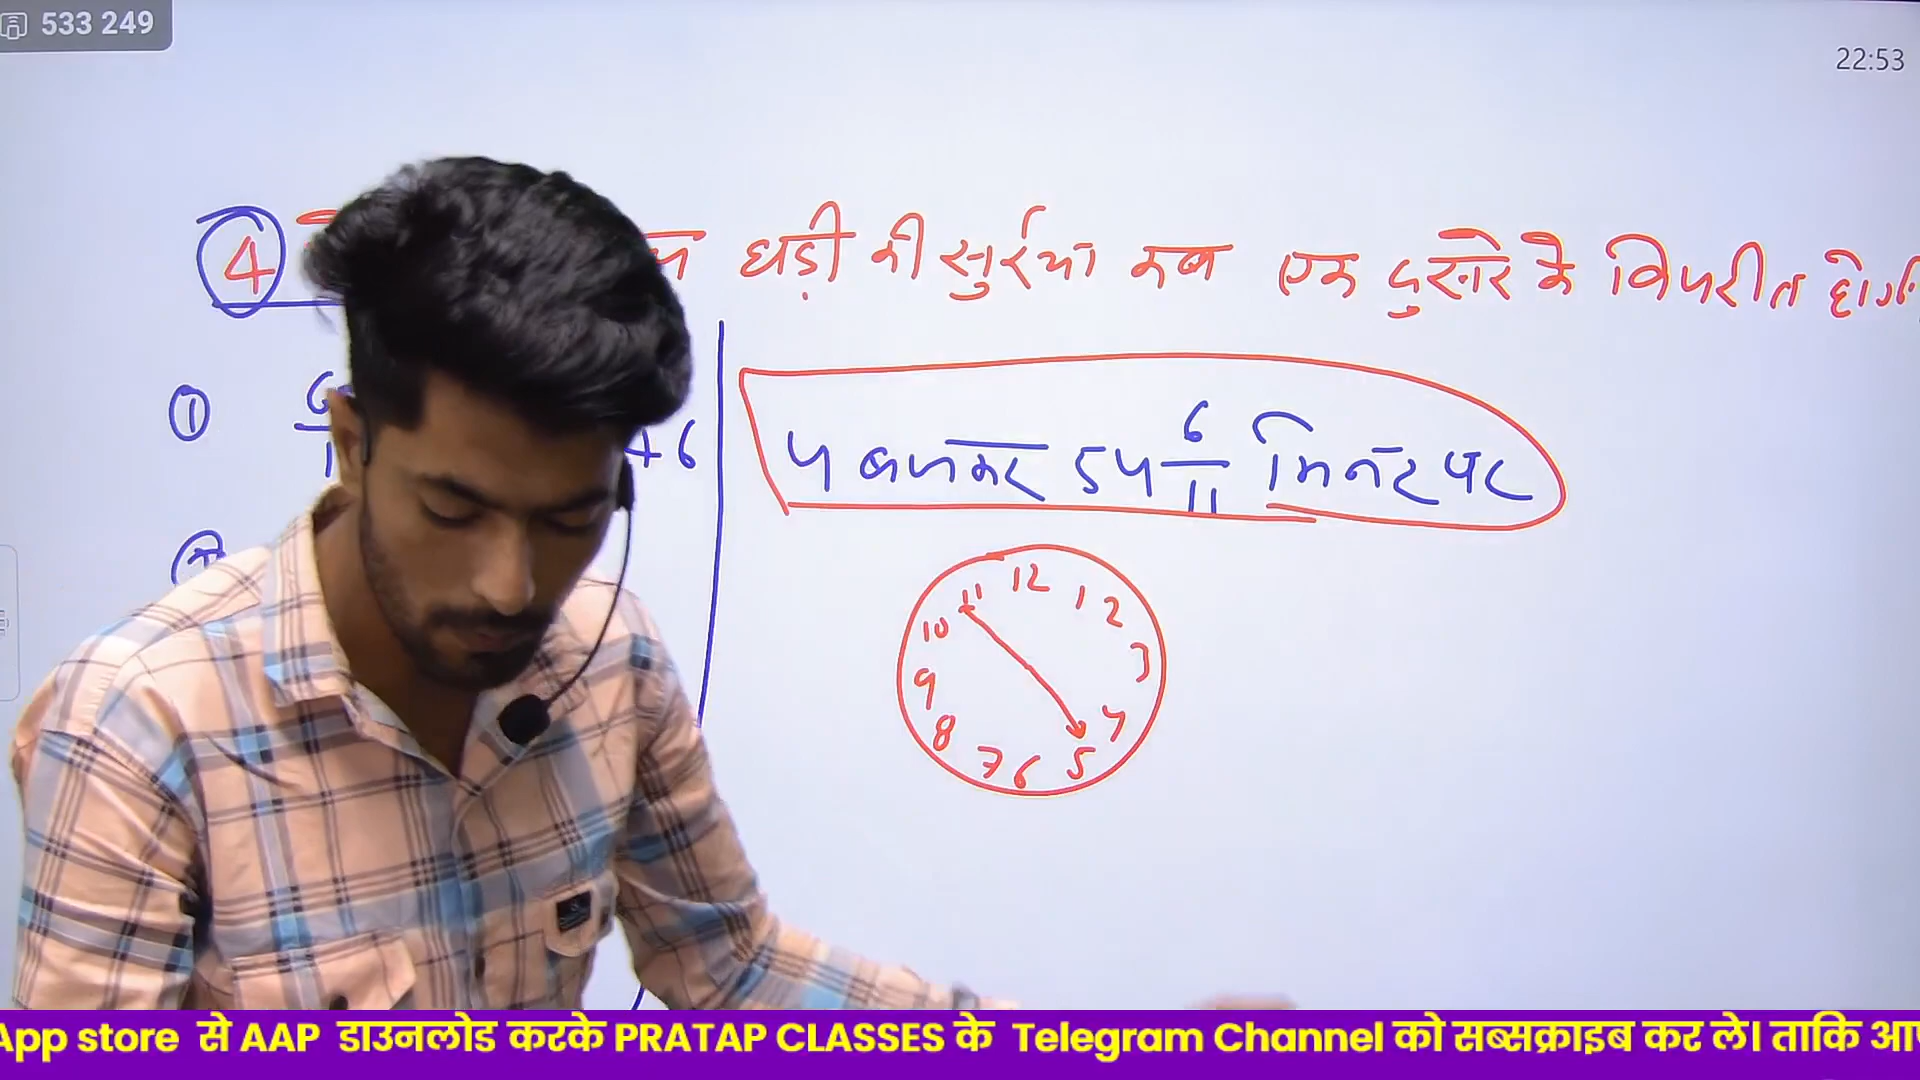 533 249
22:53
4 घड़ी की सुईया कब एक दुसरे के विपरीत होगी
1 6
+ 6
4 बजकर 54 6/11 मिनट पर
12
11 1
10 2
9 3
8 4
7 6 5
App store से AAP डाउनलोड करके PRATAP CLASSES के Telegram Channel को सब्सक्राइब कर ले। ताकि आप